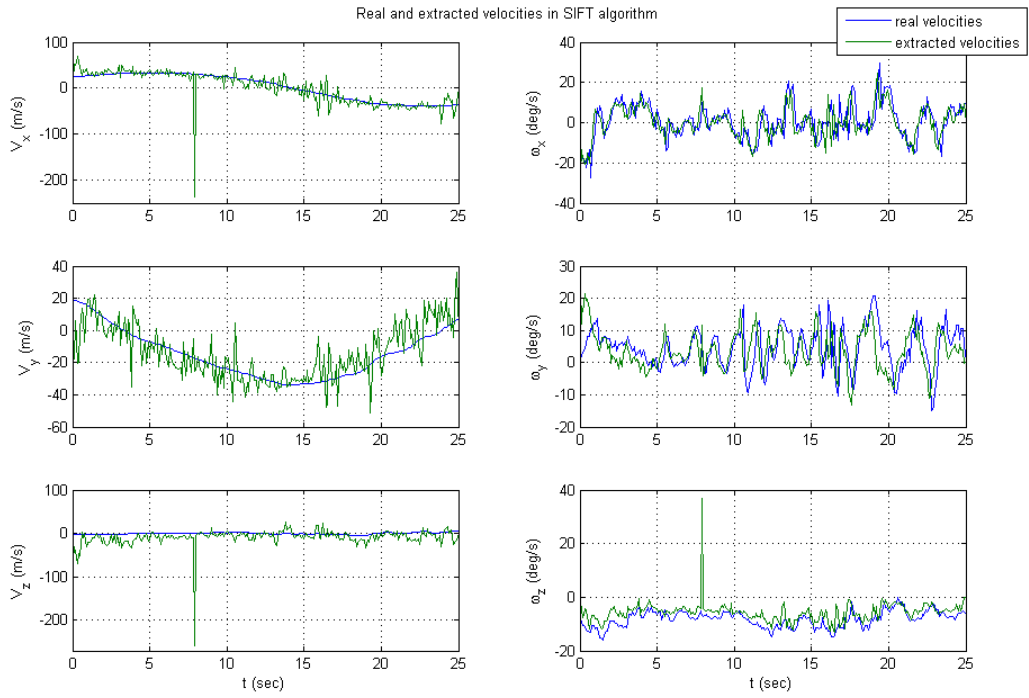 Real and extracted velocities in SIFT algorithm
real velocities
extracted velocities
100
0
-100
-200
V_x (m/s)
0 5 10 15 20 25
40
20
0
-20
-40
ω_x (deg/s)
0 5 10 15 20 25
40
20
0
-20
-40
-60
V_y (m/s)
0 5 10 15 20 25
30
20
10
0
-10
-20
ω_y (deg/s)
0 5 10 15 20 25
100
0
-100
-200
V_z (m/s)
0 5 10 15 20 25
t (sec)
40
20
0
-20
ω_z (deg/s)
0 5 10 15 20 25
t (sec)